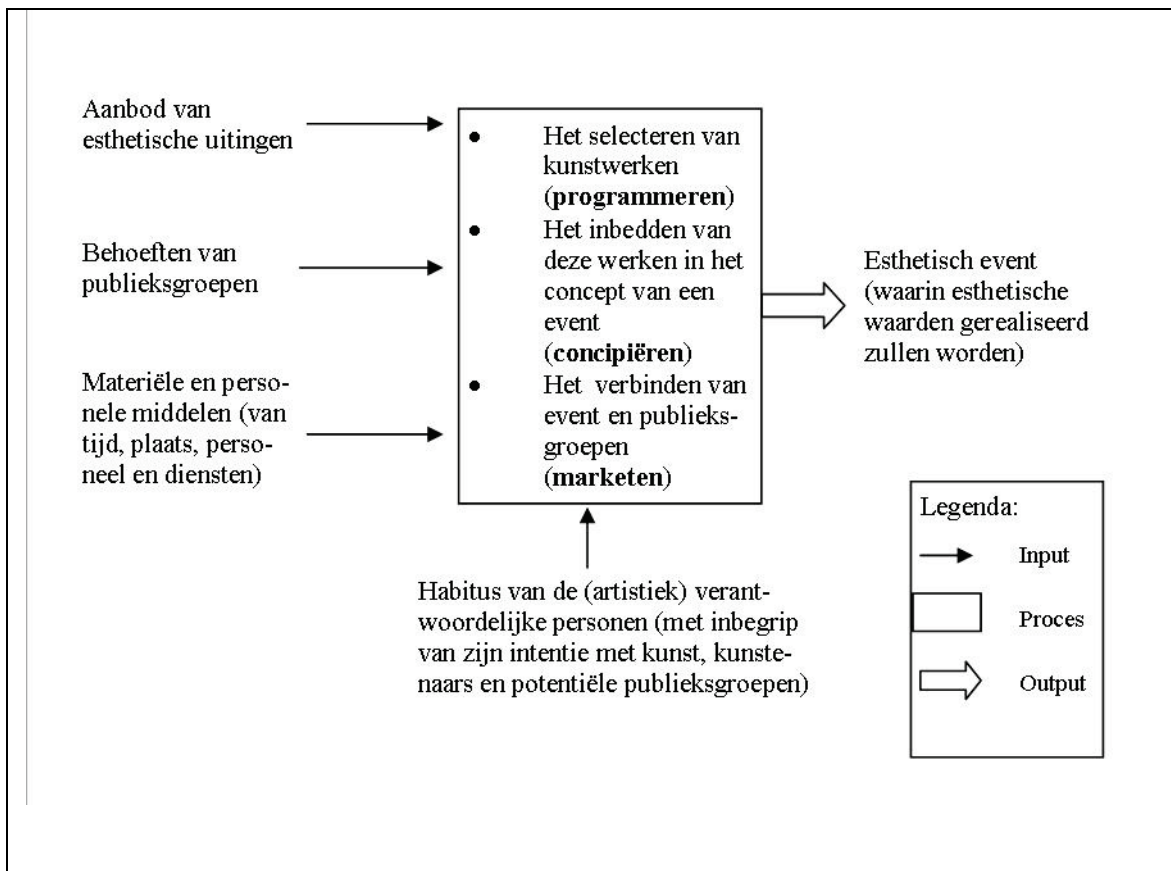 Aanbod van
esthetische uitingen
Behoeften van
publieksgroepen
Materiële en perso-
nele middelen (van
tijd, plaats, perso-
neel en diensten)
• Het selecteren van
kunstwerken
(programmeren)
• Het inbedden van
deze werken in het
concept van een
event
(concipiëren)
• Het verbinden van
event en publieks-
groepen
(marketen)
Esthetisch event
(waarin esthetische
waarden gerealiseerd
zullen worden)
Habitus van de (artistiek) verant-
woordelijke personen (met inbegrip
van zijn intentie met kunst, kunste-
naars en potentiële publieksgroepen)
Legenda:
Input
Proces
Output